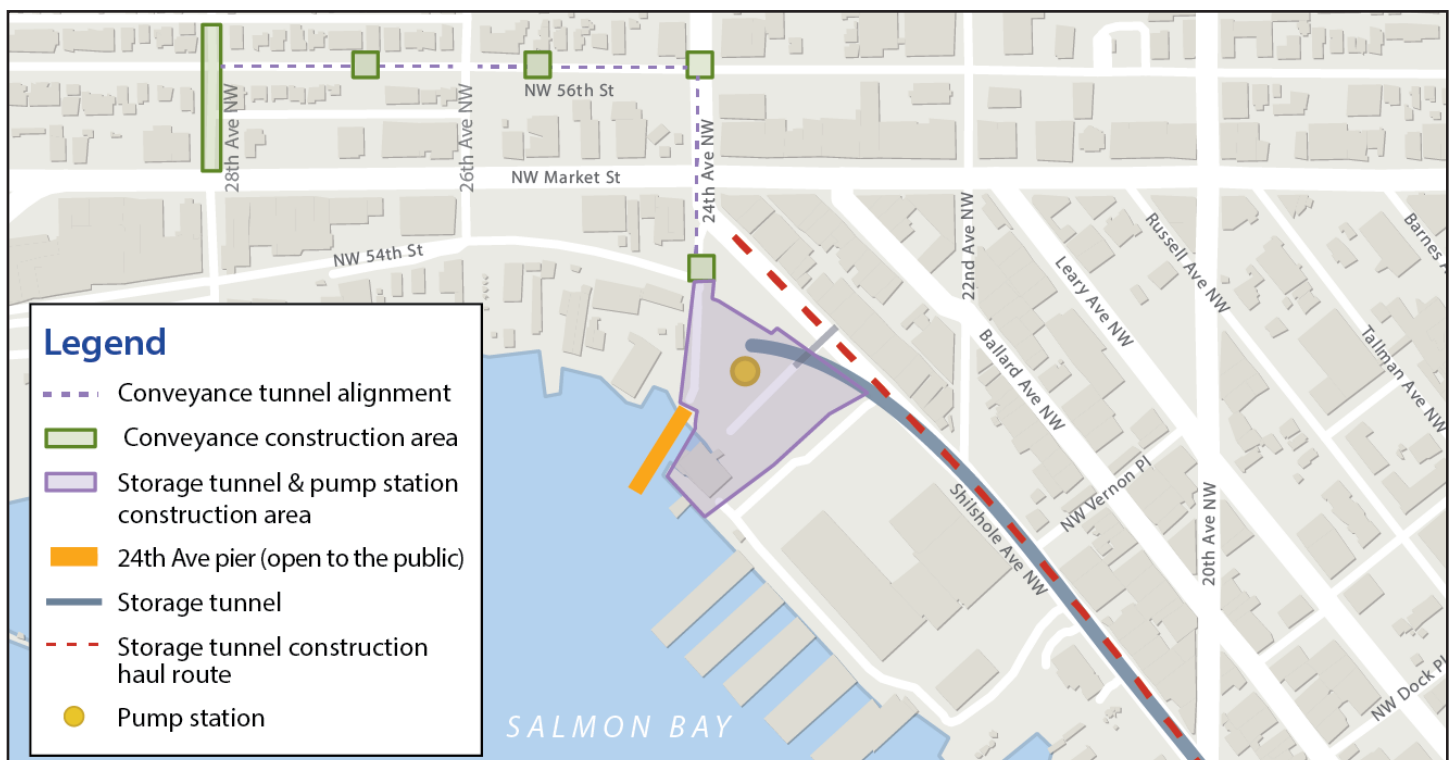 NW 56th St
28th Ave NW
26th Ave NW
24th Ave NW
NW Market St
22nd Ave NW
Russell Ave NW
Barnes
Leary Ave NW
NW 54th St
Tallman Ave NW
Ballard Ave NW
Legend
Conveyance tunnel alignment
Conveyance construction area
Storage tunnel & pump station
construction area
24th Ave pier (open to the public)
Storage tunnel
Storage tunnel construction
haul route
Pump station
Shilshole Ave NW
NW Vernon Pl
20th Ave NW
NW Dock Pl
SALMON BAY